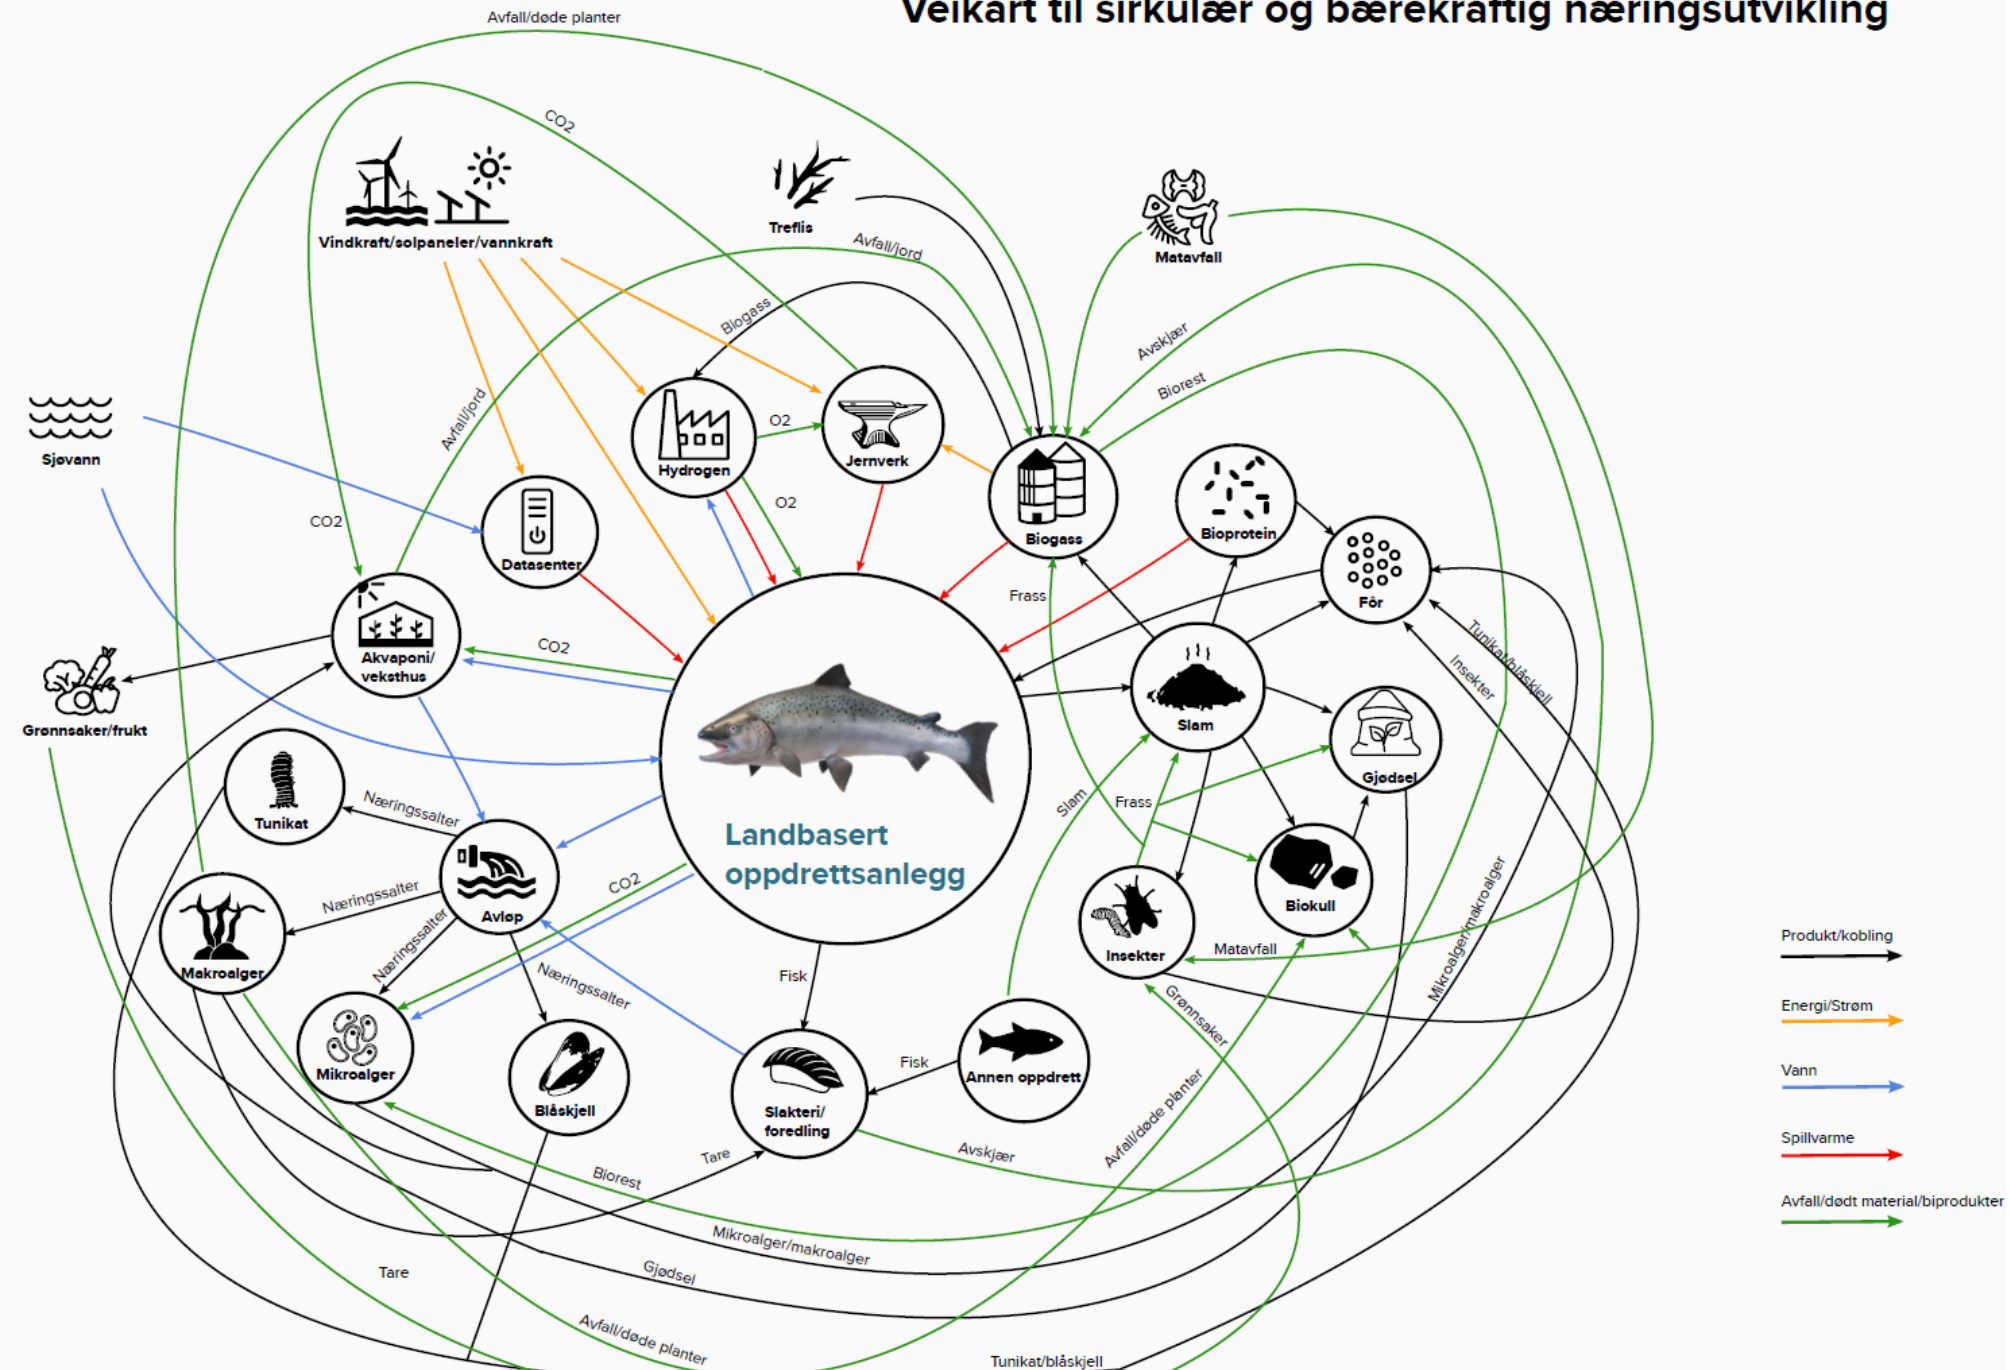 Veikart til sirkulær og bærekraftig næringsutvikling
Avfall/døde planter
CO2
Vindkraft/solpaneler/vannkraft
Treflis
Avfall/jord
Matavfall
Biogass
Avskjær
Biorest
Avfall/jord
Sjøvann
Hydrogen
O2
Jernverk
O2
CO2
Datasenter
Biogass
Bioprotein
Fôr
Frass
Akvaponi/
veksthus
CO2
Grønnsaker/frukt
Slam
Tunikat/blåskjell
Insekter
Gjødsel
Tunikat
Næringssalter
Slam
Frass
Landbasert
oppdrettsanlegg
CO2
Makroalger
Næringssalter
Avløp
Næringssalter
Næringssalter
Fisk
Insekter
Matavfall
Biokull
Mikroalger/makroalger
Grønnsaker
Mikroalger
Blåskjell
Slakteri/
foredling
Fisk
Annen oppdrett
Avfall/døde planter
Tare
Avskjær
Biorest
Mikroalger/makroalger
Gjødsel
Tare
Avfall/døde planter
Tunikat/blåskjell
Produkt/kobling
Energi/Strøm
Vann
Spillvarme
Avfall/dødt material/biprodukter